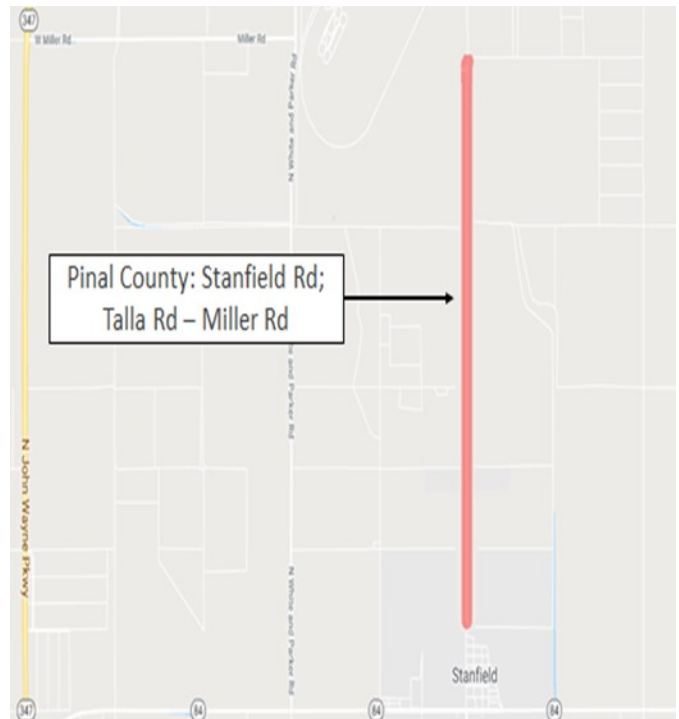 347
W Miller Rd
Miller Rd
N White and Parker Rd
Pinal County: Stanfield Rd;
Talla Rd – Miller Rd
and Parker Rd
N John Wayne Pkwy
N White and Parker Rd
Stanfield
347
84
84
84